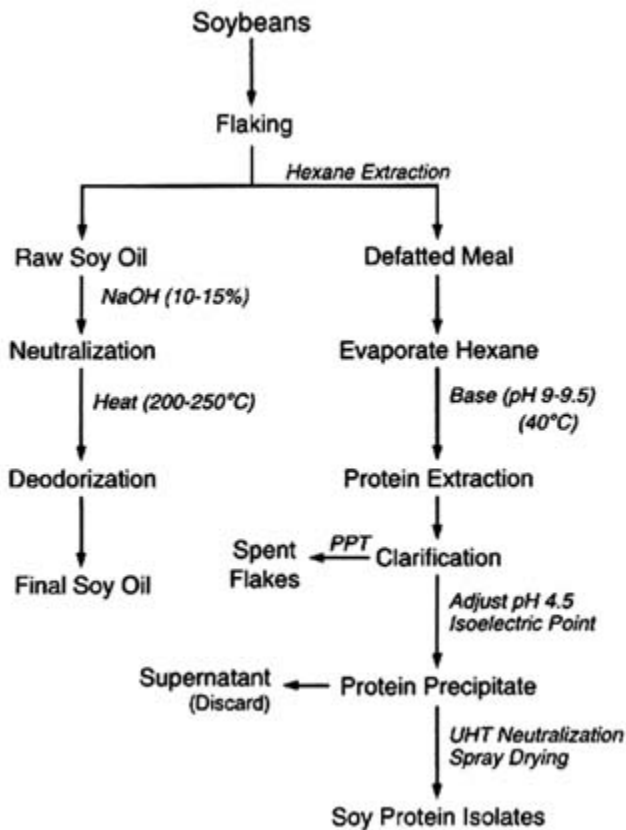 Soybeans
Flaking
Hexane Extraction
Raw Soy Oil
Defatted Meal
NaOH (10-15%)
Neutralization
Evaporate Hexane
Heat (200-250°C)
Base (pH 9-9.5)
(40°C)
Deodorization
Protein Extraction
PPT
Spent
Flakes
Clarification
Final Soy Oil
Adjust pH 4.5
Isoelectric Point
Supernatant
(Discard)
Protein Precipitate
UHT Neutralization
Spray Drying
Soy Protein Isolates